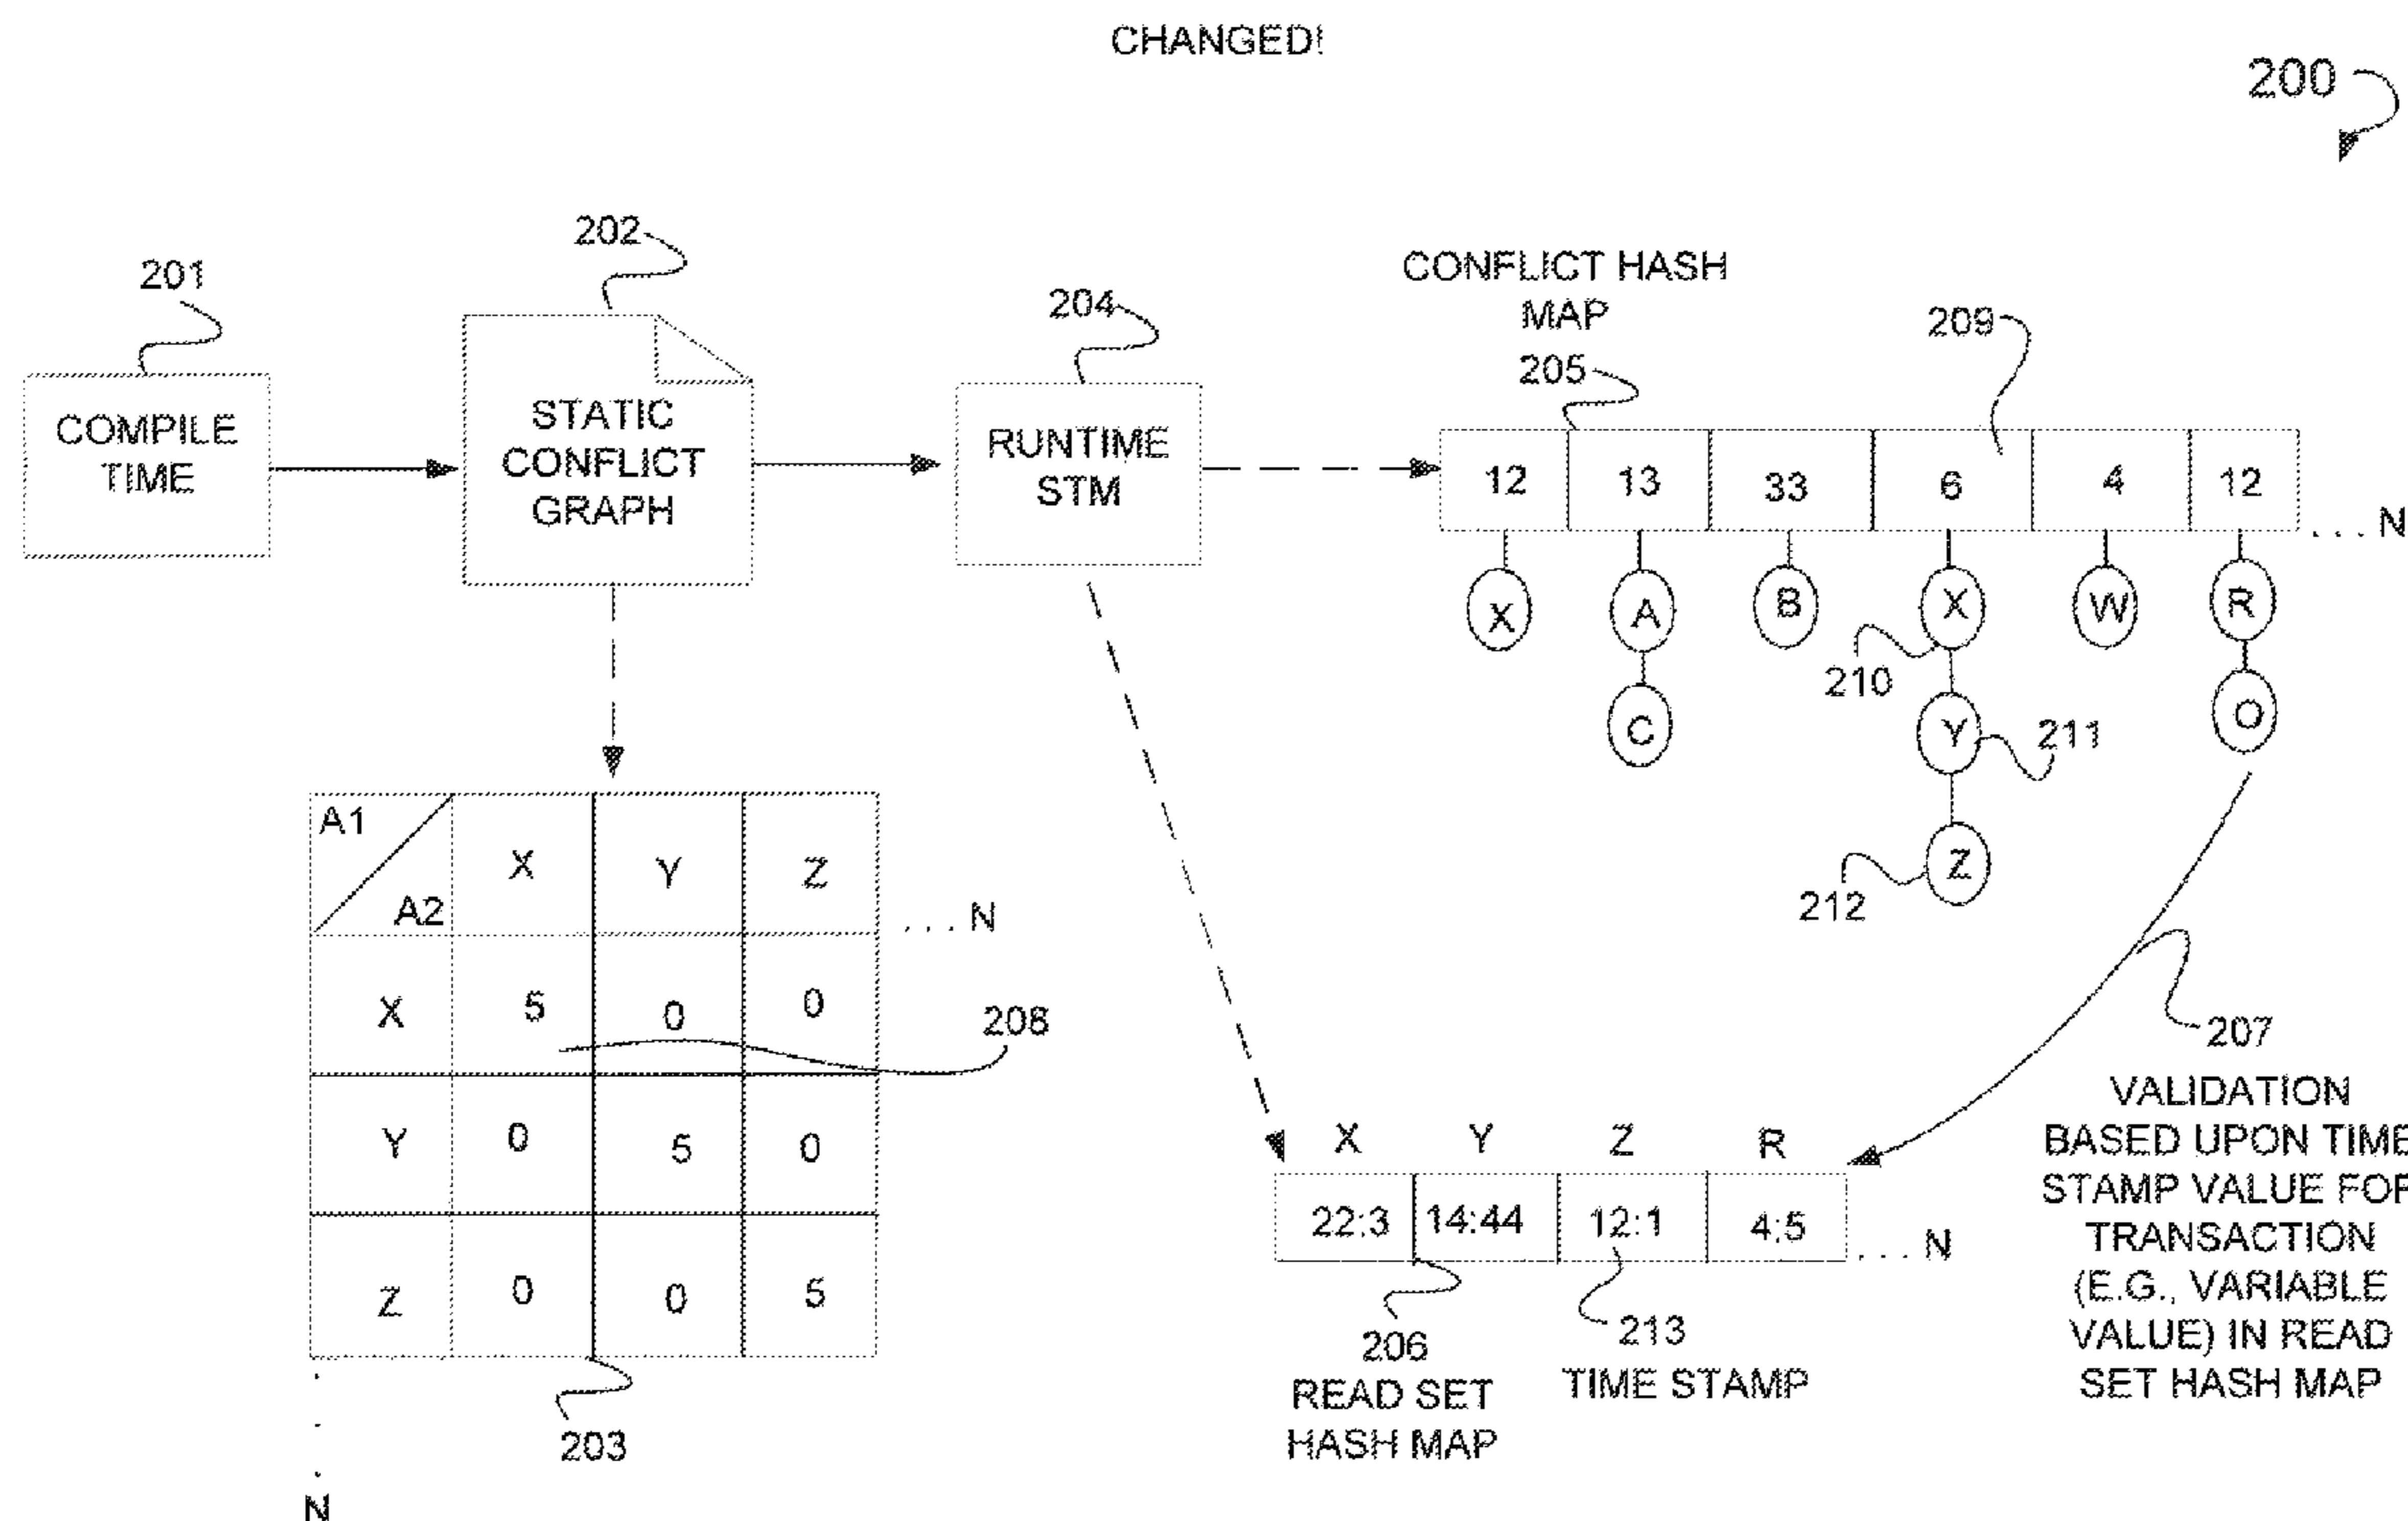 CHANGED!
200
201
COMPILE
TIME
202
STATIC
CONFLICT
GRAPH
204
RUNTIME
STM
CONFLICT HASH
MAP
205
209
12 13 33 6 4 12
... N
X A B X W R
210
C Y O
211
Z
212
A1
A2
X Y Z
... N
X 5 0 0
208
Y 0 5 0
Z 0 0 5
203
N
X Y Z R
22:3 14:44 12:1 4:5
... N
206
READ SET
HASH MAP
213
TIME STAMP
207
VALIDATION
BASED UPON TIME
STAMP VALUE FOR
TRANSACTION
(E.G., VARIABLE
VALUE) IN READ
SET HASH MAP